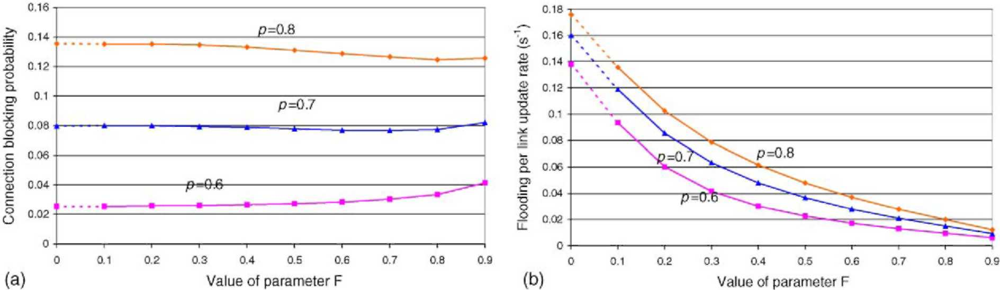 Connection blocking probability
0.16
0.14
0.12
0.1
0.08
0.06
0.04
0.02
0
p=0.8
p=0.7
p=0.6
0 0.1 0.2 0.3 0.4 0.5 0.6 0.7 0.8 0.9
(a) Value of parameter F
Flooding per link update rate (s⁻¹)
0.18
0.16
0.14
0.12
0.1
0.08
0.06
0.04
0.02
0
p=0.7
p=0.8
p=0.6
0 0.1 0.2 0.3 0.4 0.5 0.6 0.7 0.8 0.9
(b) Value of parameter F